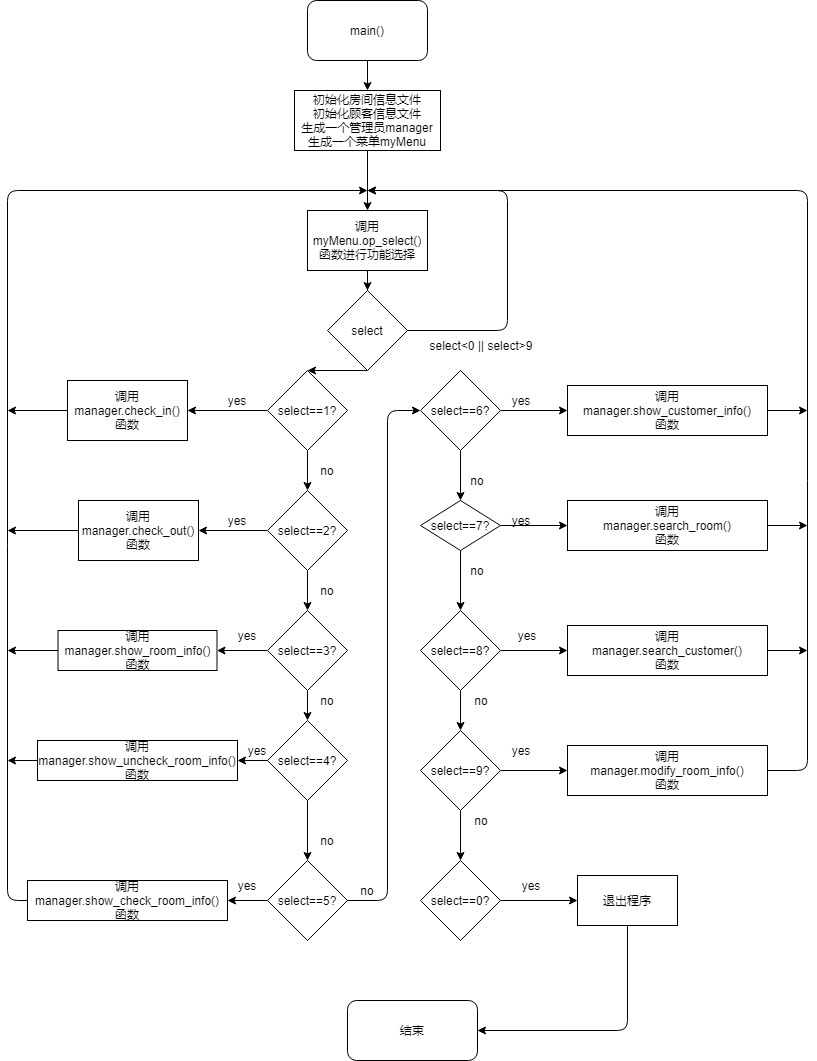 main()
初始化房间信息文件
初始化顾客信息文件
生成一个管理员manager
生成一个菜单myMenu
调用
myMenu.op_select()
函数进行功能选择
select
select<0 || select>9
调用
manager.check_in()
函数
yes
select==1?
no
调用
manager.check_out()
函数
yes
select==2?
no
调用
manager.show_room_info()
函数
yes
select==3?
no
调用
manager.show_uncheck_room_info()
函数
yes
select==4?
no
调用
manager.show_check_room_info()
函数
yes
select==5?
no
select==6?
yes
调用
manager.show_customer_info()
函数
no
select==7?
yes
调用
manager.search_room()
函数
no
select==8?
yes
调用
manager.search_customer()
函数
no
select==9?
yes
调用
manager.modify_room_info()
函数
no
select==0?
yes
退出程序
结束